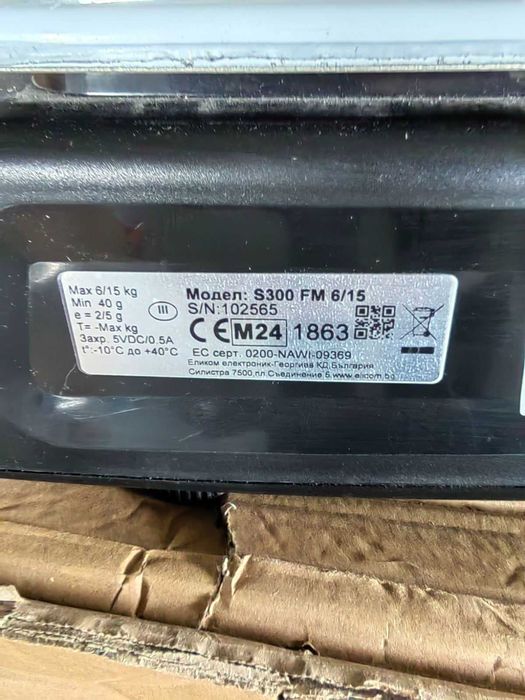 Max 6/15 kg
Min 40 g
e = 2/5 g
T= -Max kg
Захр. 5VDC/0.5A
t°:-10°C до +40°C
III
Модел: S300 FM 6/15
S/N:102565
CE M24 1863
ЕС серт. 0200-NAWI-09369
Еликом електроник-Георгиев КД,България
Силистра 7500,пл.Съединение 5,www.elicom.bg